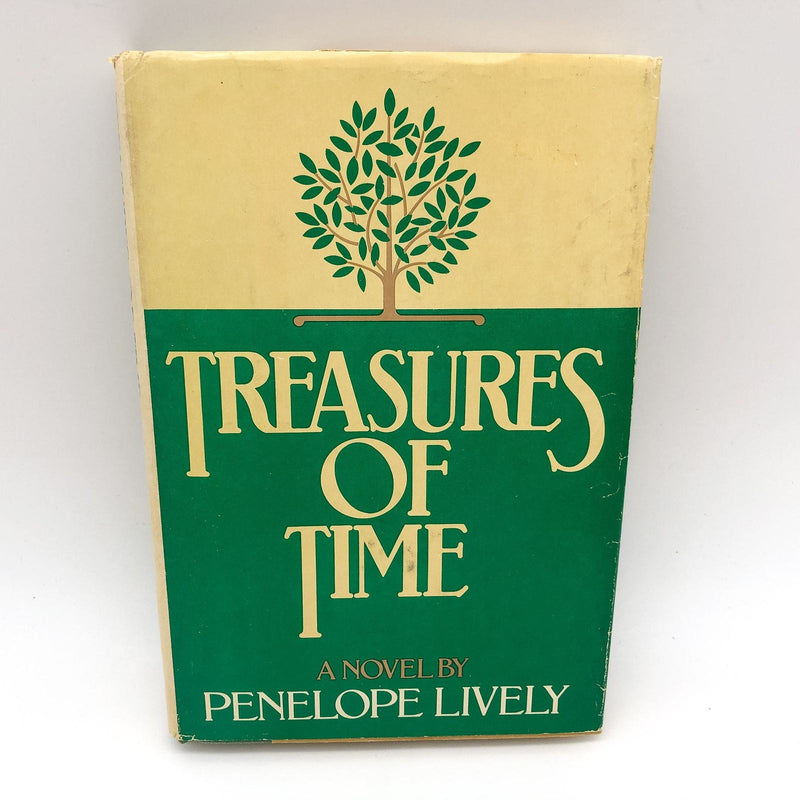 TREASURES
OF
TIME
A NOVEL BY
PENELOPE LIVELY